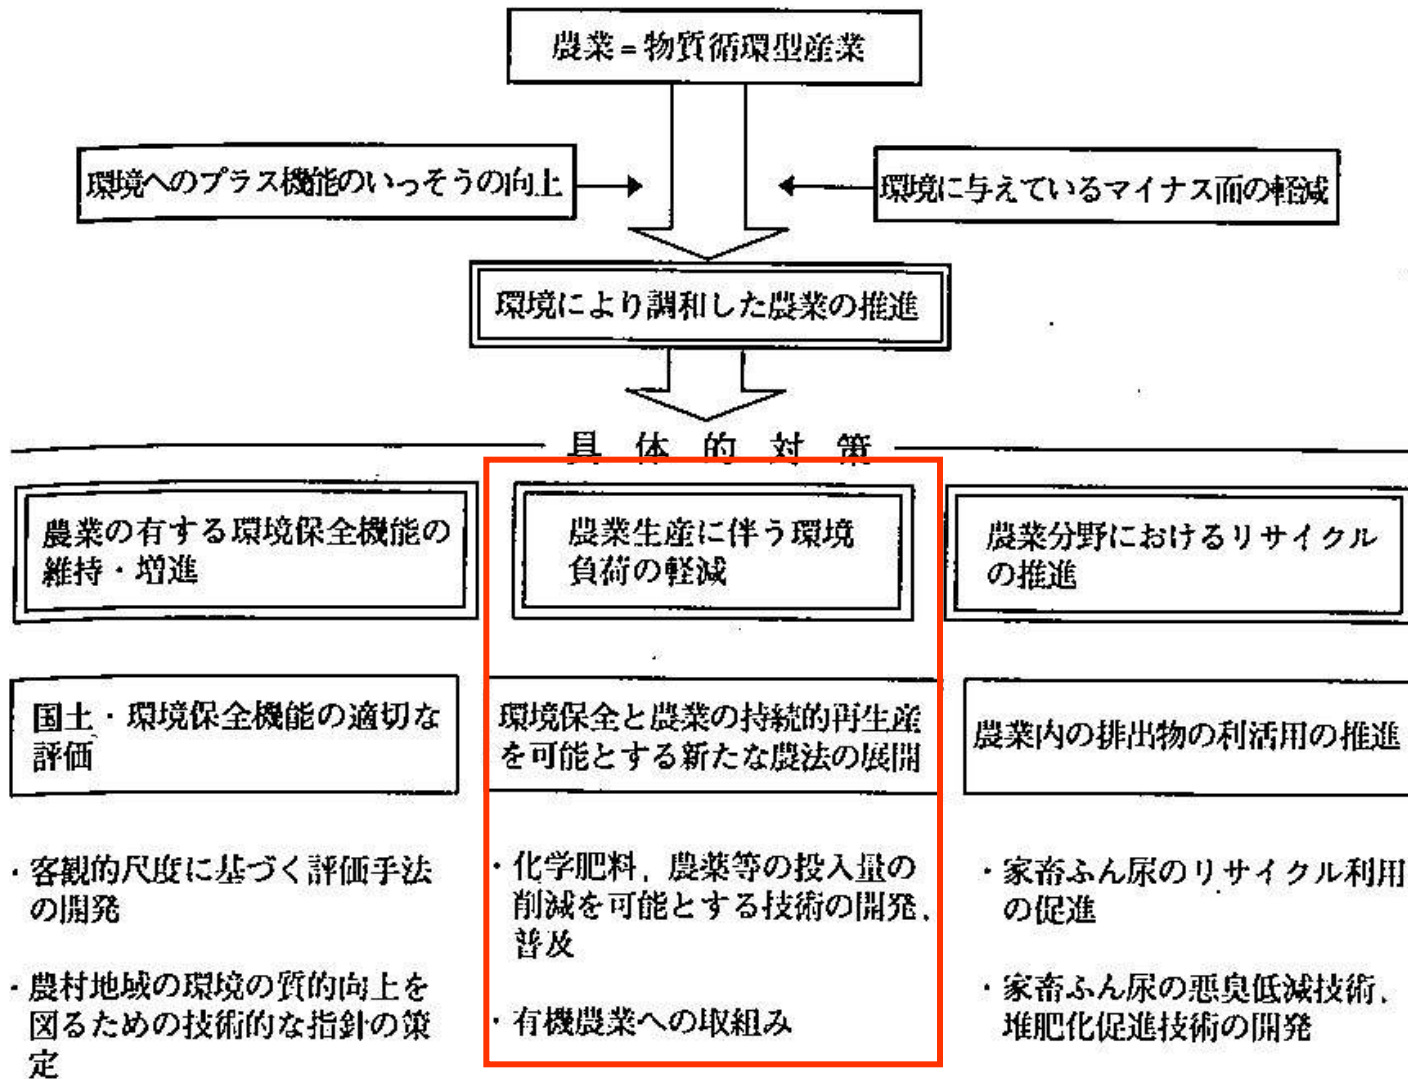 農業=物質循環型産業
環境へのプラス機能のいっそうの向上
環境に与えているマイナス面の軽減
環境により調和した農業の推進
具体的対策
農業の有する環境保全機能の
維持・増進
国土・環境保全機能の適切な
評価
・客観的尺度に基づく評価手法
の開発
・農村地域の環境の質的向上を
図るための技術的な指針の策
定
農業生産に伴う環境
負荷の軽減
環境保全と農業の持続的再生産
を可能とする新たな農法の展開
・化学肥料，農薬等の投入量の
削減を可能とする技術の開発，
普及
・有機農業への取組み
農業分野におけるリサイクル
の推進
農業内の排出物の利活用の推進
・家畜ふん尿のリサイクル利用
の促進
・家畜ふん尿の悪臭低減技術，
堆肥化促進技術の開発